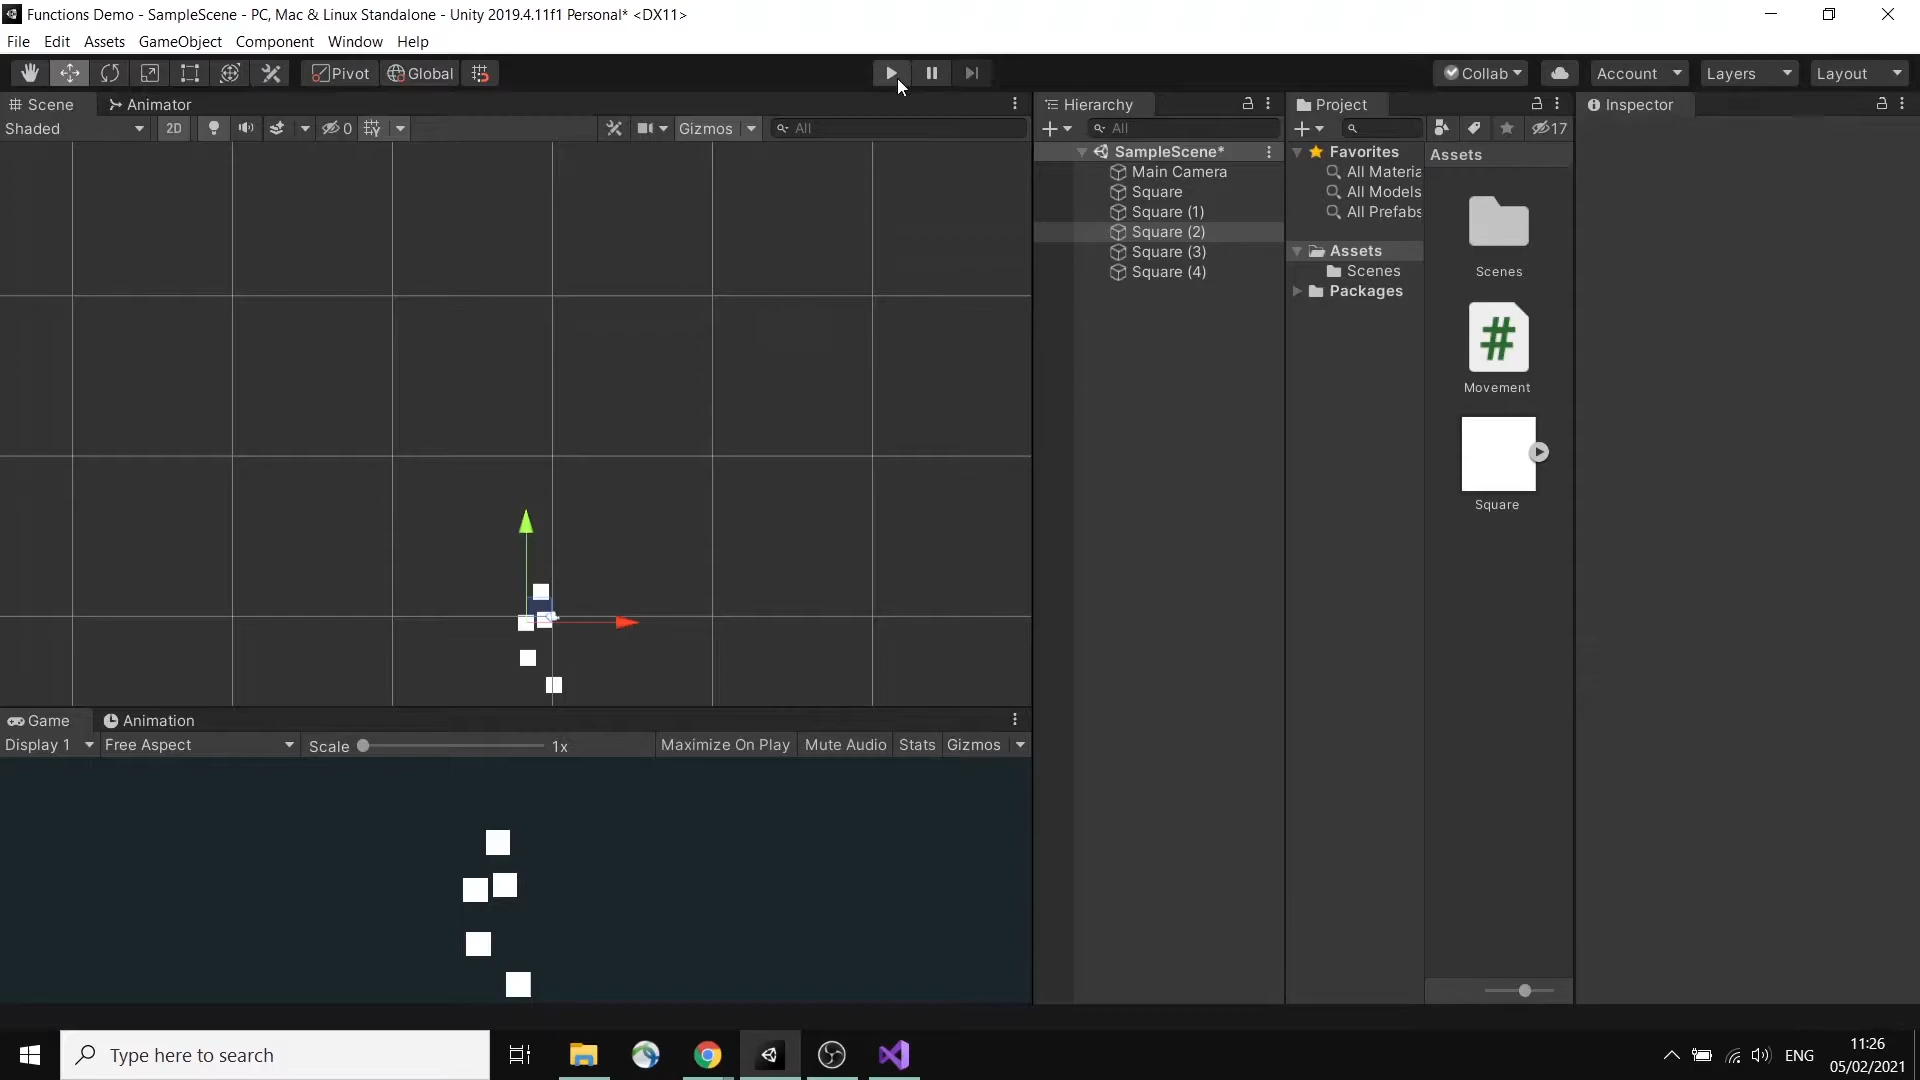 Functions Demo - SampleScene - PC, Mac & Linux Standalone - Unity 2019.4.11f1 Personal* <DX11>
File Edit Assets GameObject Component Window Help
Pivot Global Collab Account Layers Layout
Scene Animator
Shaded 2D 0 Gizmos All
Hierarchy
All
SampleScene*
Main Camera
Square
Square (1)
Square (2)
Square (3)
Square (4)
Project
17
Favorites
All Materia
All Models
All Prefabs
Assets
Scenes
Packages
Assets
Scenes
#
Movement
Square
Inspector
Game Animation
Display 1 Free Aspect Scale 1x Maximize On Play Mute Audio Stats Gizmos
Type here to search
ENG
11:26
05/02/2021